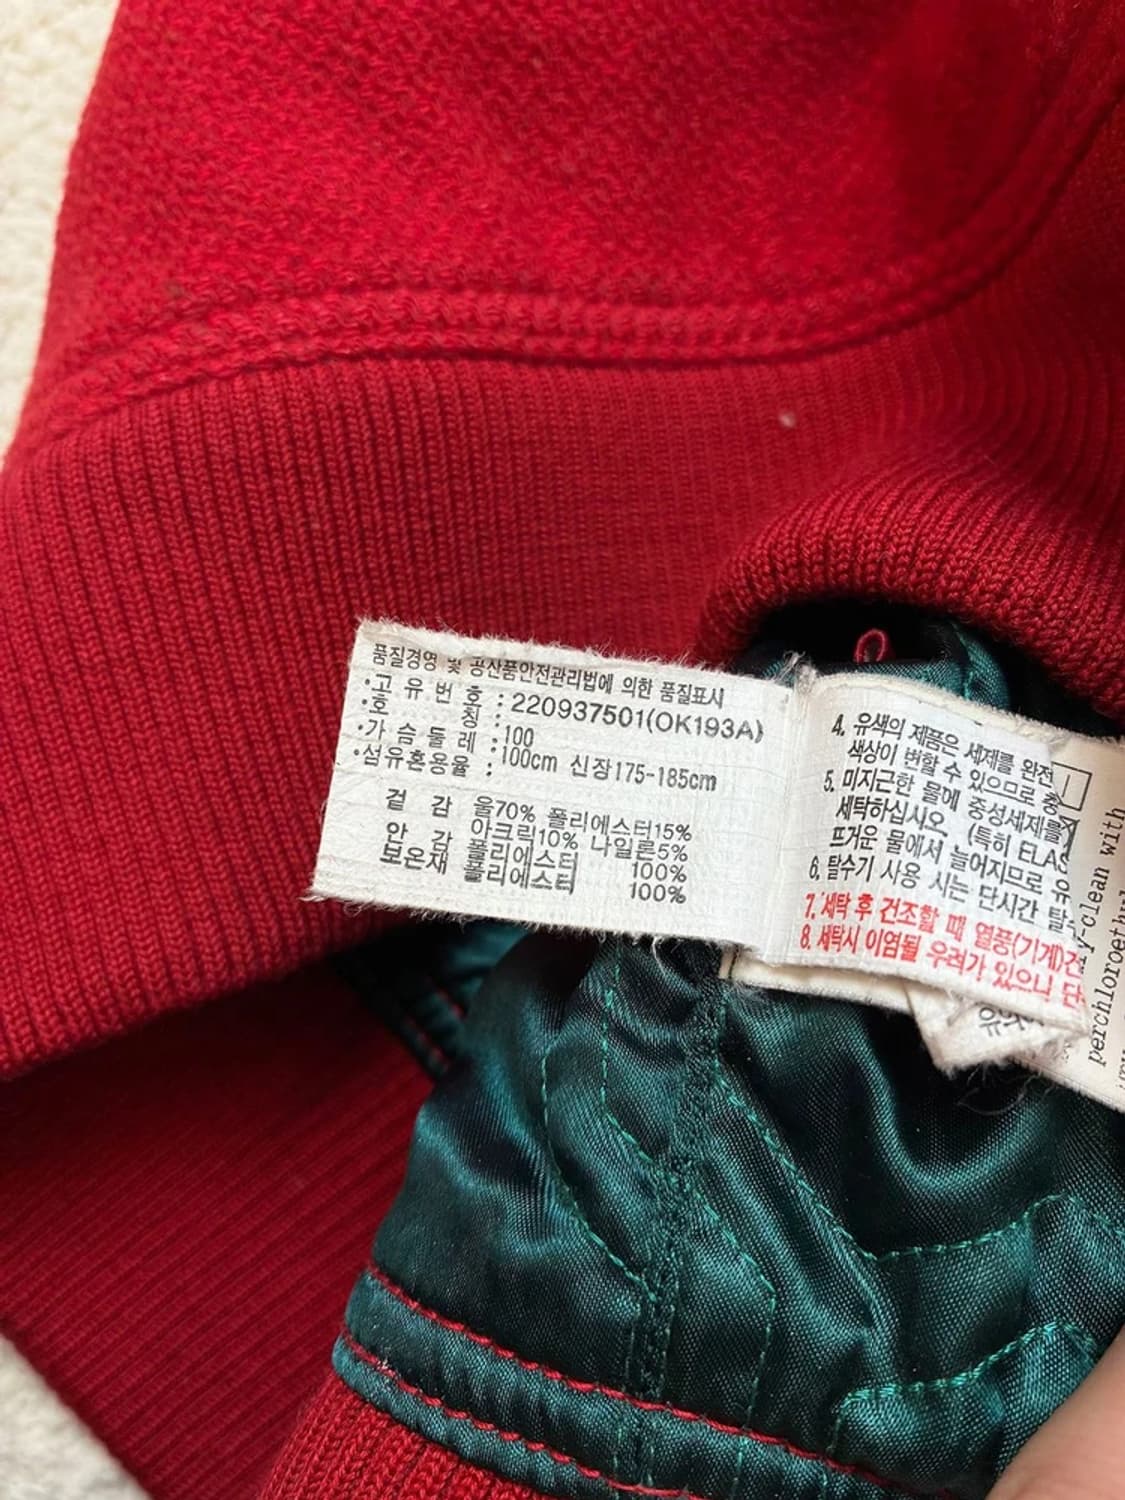 품질경영 및 공산품안전관리법에 의한 품질표시
·고유번호 : 220937501(OK193A)
·호칭 : 100
·가슴둘레 : 100cm 신장175-185cm
·섬유혼용율 :
겉감 울70% 폴리에스터15%
아크릭10% 나일론5%
안감 폴리에스터 100%
보온재 폴리에스터 100%
4. 유색의 제품은 세제를 완전
색상이 변할 수 있으므로 충
5. 미지근한 물에 중성세제를
세탁하십시오. (특히 ELAS
뜨거운 물에서 늘어지므로 유
6. 탈수기 사용 시는 단시간 탈
7. 세탁 후 건조할 때 열풍(기계)건
8. 세탁시 이염될 우려가 있으니 단
y-clean with
perchloroethyl